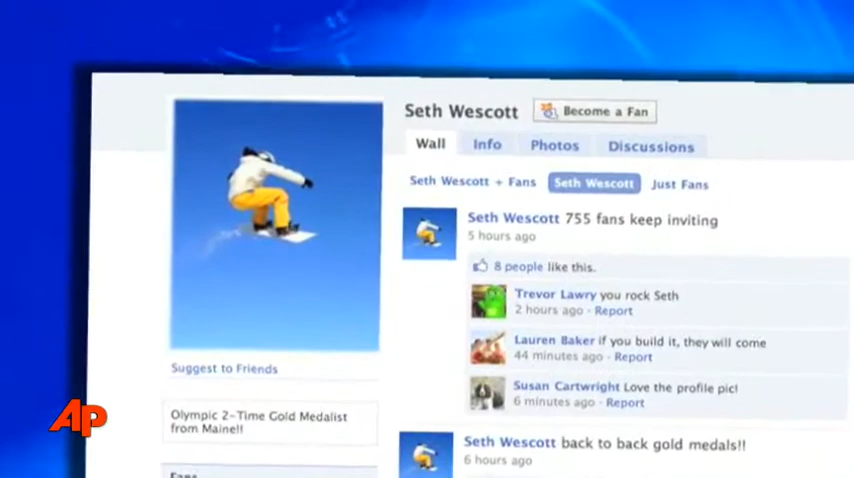 Seth Wescott
Become a Fan
Wall Info Photos Discussions
Seth Wescott + Fans Seth Wescott Just Fans
Seth Wescott 755 fans keep inviting
5 hours ago
8 people like this.
Trevor Lawry you rock Seth
2 hours ago · Report
Lauren Baker if you build it, they will come
44 minutes ago · Report
Susan Cartwright Love the profile pic!
6 minutes ago · Report
Seth Wescott back to back gold medals!!
6 hours ago
Suggest to Friends
Olympic 2-Time Gold Medalist
from Maine!!
Fans
AP